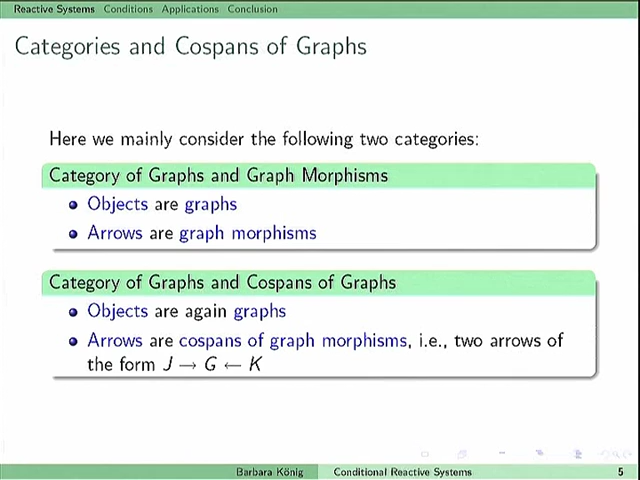 Reactive Systems Conditions Applications Conclusion
Categories and Cospans of Graphs
Here we mainly consider the following two categories:
Category of Graphs and Graph Morphisms
Objects are graphs
Arrows are graph morphisms
Category of Graphs and Cospans of Graphs
Objects are again graphs
Arrows are cospans of graph morphisms, i.e., two arrows of
the form J → G ← K
Barbara König Conditional Reactive Systems 5